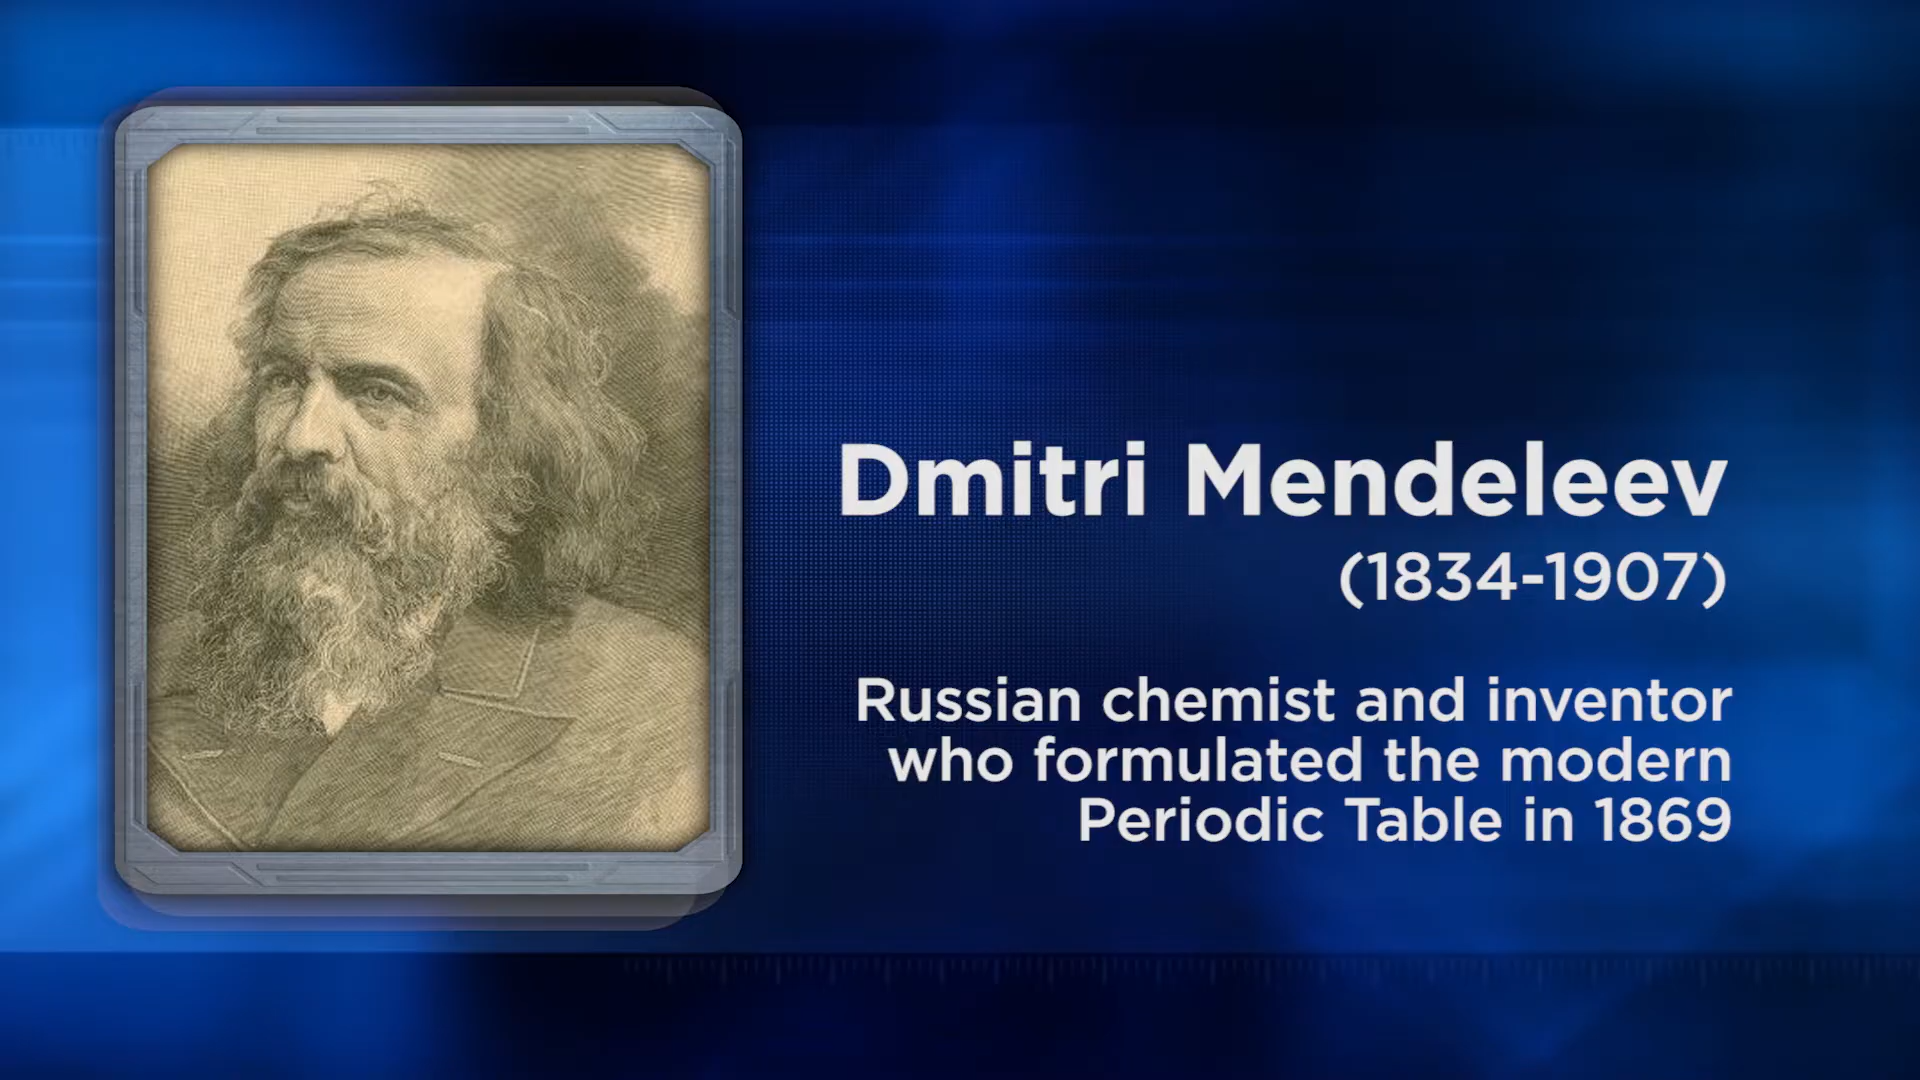 Dmitri Mendeleev
(1834-1907)
Russian chemist and inventor
who formulated the modern
Periodic Table in 1869